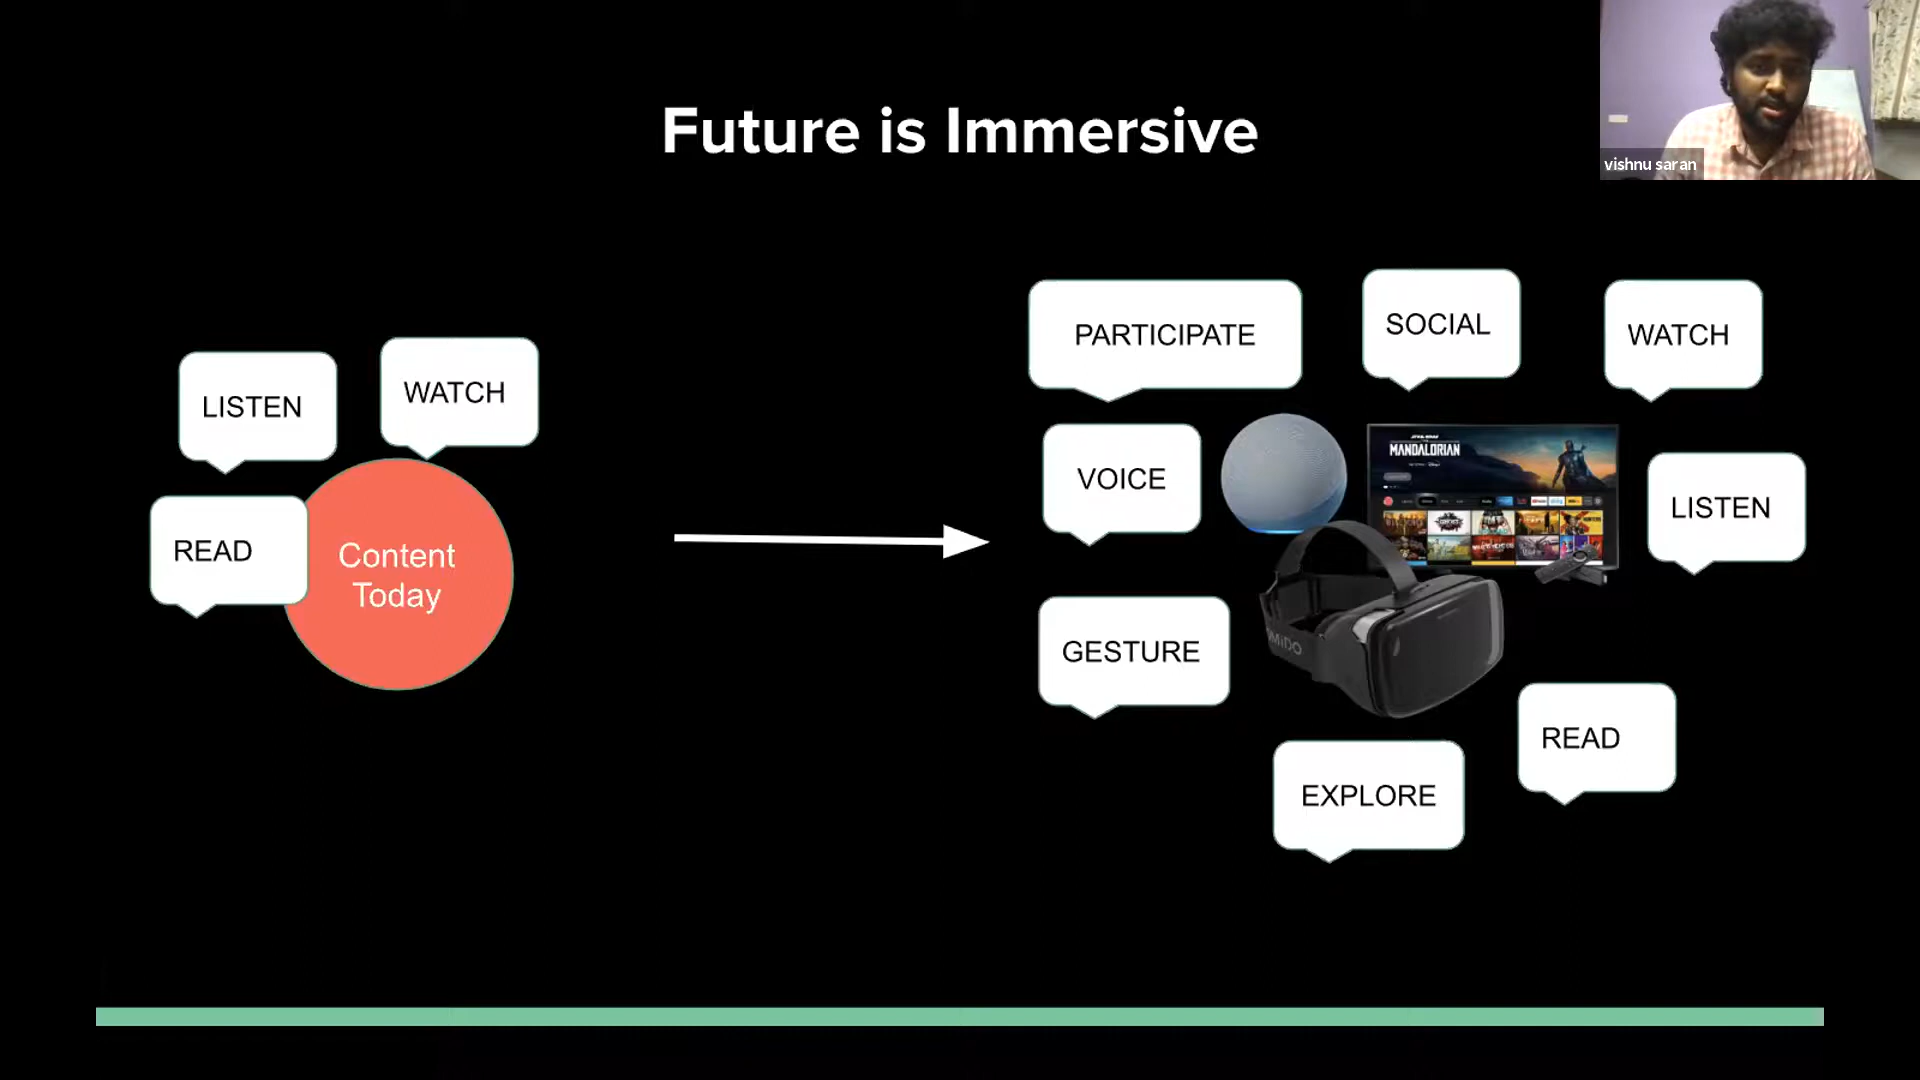 Future is Immersive
vishnu saran
LISTEN
WATCH
READ
Content
Today
PARTICIPATE
SOCIAL
WATCH
VOICE
MANDALORIAN
LISTEN
GESTURE
READ
EXPLORE